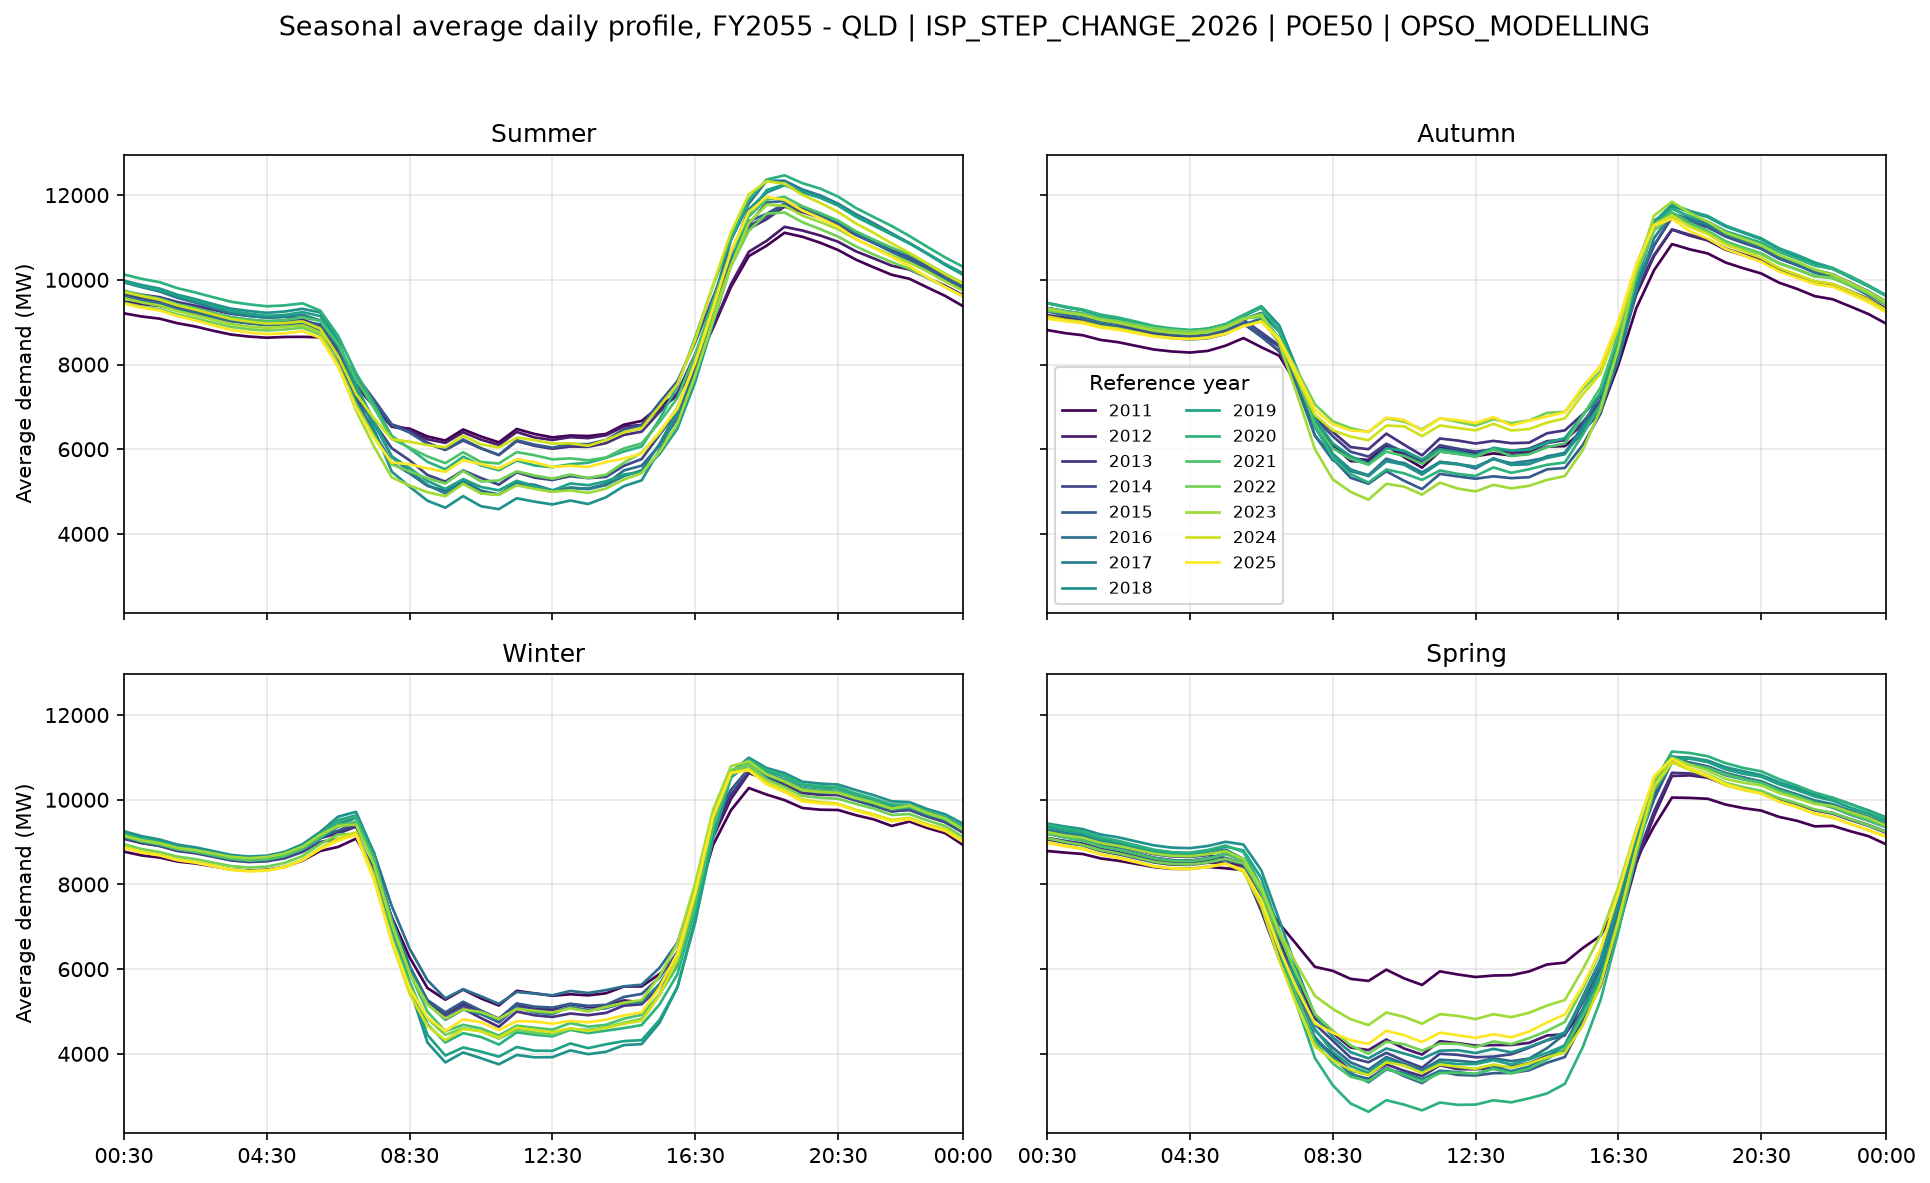 Seasonal average daily profile, FY2055 - QLD | ISP_STEP_CHANGE_2026 | POE50 | OPSO_MODELLING
Summer
Autumn
Average demand (MW)
12000
10000
8000
6000
4000
Reference year
2011 2019
2012 2020
2013 2021
2014 2022
2015 2023
2016 2024
2017 2025
2018
Winter
Spring
Average demand (MW)
12000
10000
8000
6000
4000
00:30 04:30 08:30 12:30 16:30 20:30 00:00
00:30 04:30 08:30 12:30 16:30 20:30 00:00